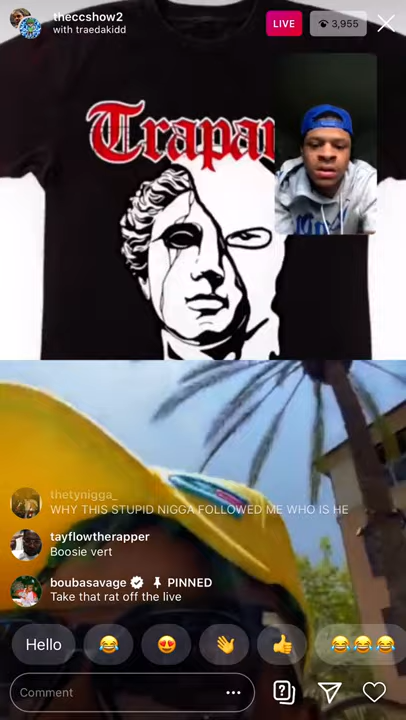 theccshow2
with traedakidd
LIVE
3,955
Trapa
thetynigga_
WHY THIS STUPID NIGGA FOLLOWED ME WHO IS HE
tayflowtherapper
Boosie vert
boubasavage PINNED
Take that rat off the live
Hello
Comment